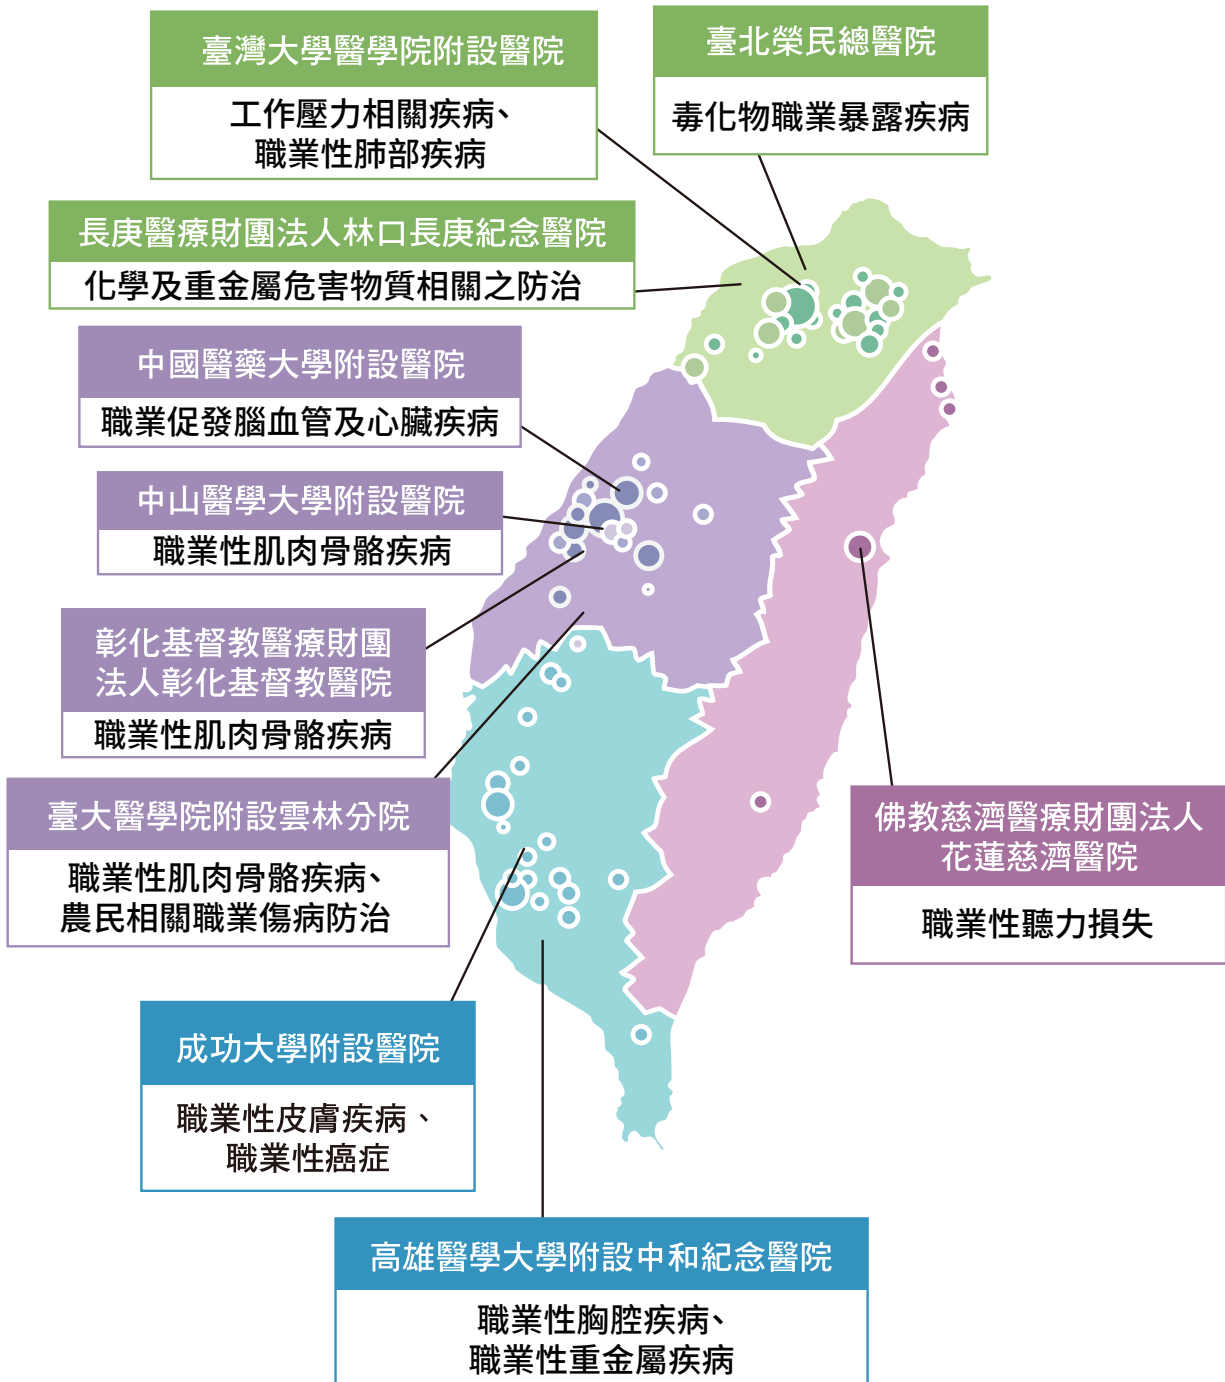 臺灣大學醫學院附設醫院
工作壓力相關疾病、
職業性肺部疾病
臺北榮民總醫院
毒化物職業暴露疾病
長庚醫療財團法人林口長庚紀念醫院
化學及重金屬危害物質相關之防治
中國醫藥大學附設醫院
職業促發腦血管及心臟疾病
中山醫學大學附設醫院
職業性肌肉骨骼疾病
彰化基督教醫療財團
法人彰化基督教醫院
職業性肌肉骨骼疾病
臺大醫學院附設雲林分院
職業性肌肉骨骼疾病、
農民相關職業傷病防治
佛教慈濟醫療財團法人
花蓮慈濟醫院
職業性聽力損失
成功大學附設醫院
職業性皮膚疾病、
職業性癌症
高雄醫學大學附設中和紀念醫院
職業性胸腔疾病、
職業性重金屬疾病